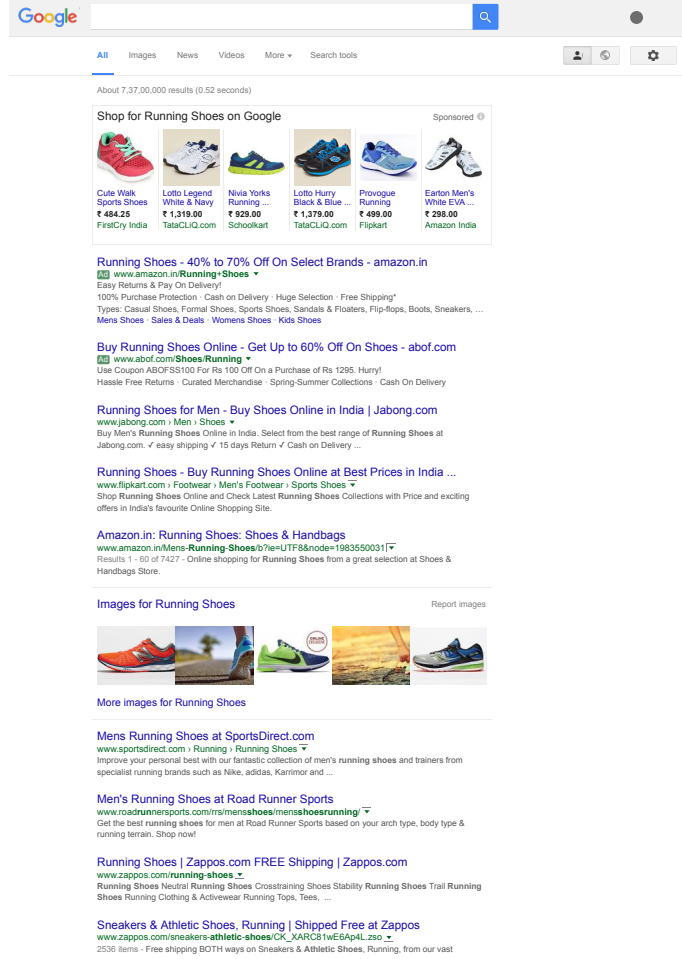 Google
All Images News Videos More Search tools
About 7,37,00,000 results (0.52 seconds)
Shop for Running Shoes on Google Sponsored
Cute Walk Sports Shoes
₹ 484.25
FirstCry India
Lotto Legend White & Navy
₹ 1,319.00
TataCLiQ.com
Nivia Yorks Running ...
₹ 929.00
Schoolkart
Lotto Hurry Black & Blue ...
₹ 1,379.00
TataCLiQ.com
Provogue Running
₹ 499.00
Flipkart
Earton Men's White EVA ...
₹ 298.00
Amazon India
Running Shoes - 40% to 70% Off On Select Brands - amazon.in
Ad www.amazon.in/Running+Shoes
Easy Returns & Pay On Delivery!
100% Purchase Protection · Cash on Delivery · Huge Selection · Free Shipping*
Types: Casual Shoes, Formal Shoes, Sports Shoes, Sandals & Floaters, Flip-flops, Boots, Sneakers, ...
Mens Shoes · Sales & Deals · Womens Shoes · Kids Shoes
Buy Running Shoes Online - Get Up to 60% Off On Shoes - abof.com
Ad www.abof.com/Shoes/Running
Use Coupon ABOFSS100 For Rs 100 Off On a Purchase of Rs 1295. Hurry!
Hassle Free Returns · Curated Merchandise · Spring-Summer Collections · Cash On Delivery
Running Shoes for Men - Buy Shoes Online in India | Jabong.com
www.jabong.com › Men › Shoes
Buy Men's Running Shoes Online in India. Select from the best range of Running Shoes at
Jabong.com. ✓ easy shipping ✓ 15 days Return ✓ Cash on Delivery ...
Running Shoes - Buy Running Shoes Online at Best Prices in India ...
www.flipkart.com › Footwear › Men's Footwear › Sports Shoes
Shop Running Shoes Online and Check Latest Running Shoes Collections with Price and exciting
offers in India's favourite Online Shopping Site.
Amazon.in: Running Shoes: Shoes & Handbags
www.amazon.in/Mens-Running-Shoes/b?ie=UTF8&node=1983550031
Results 1 - 60 of 7427 - Online shopping for Running Shoes from a great selection at Shoes &
Handbags Store.
Images for Running Shoes Report images
ONLINE EXCLUSIVE
More images for Running Shoes
Mens Running Shoes at SportsDirect.com
www.sportsdirect.com › Running › Running Shoes
Improve your personal best with our fantastic collection of men's running shoes and trainers from
specialist running brands such as Nike, adidas, Karrimor and ...
Men's Running Shoes at Road Runner Sports
www.roadrunnersports.com/rrs/mensshoes/mensshoesrunning/
Get the best running shoes for men at Road Runner Sports based on your arch type, body type &
running terrain. Shop now!
Running Shoes | Zappos.com FREE Shipping | Zappos.com
www.zappos.com/running-shoes
Running Shoes Neutral Running Shoes Crosstraining Shoes Stability Running Shoes Trail Running
Shoes Running Clothing & Activewear Running Tops, Tees, ...
Sneakers & Athletic Shoes, Running | Shipped Free at Zappos
www.zappos.com/sneakers-athletic-shoes/CK_XARC81wE6Ap4L.zso
2536 items - Free shipping BOTH ways on Sneakers & Athletic Shoes, Running, from our vast